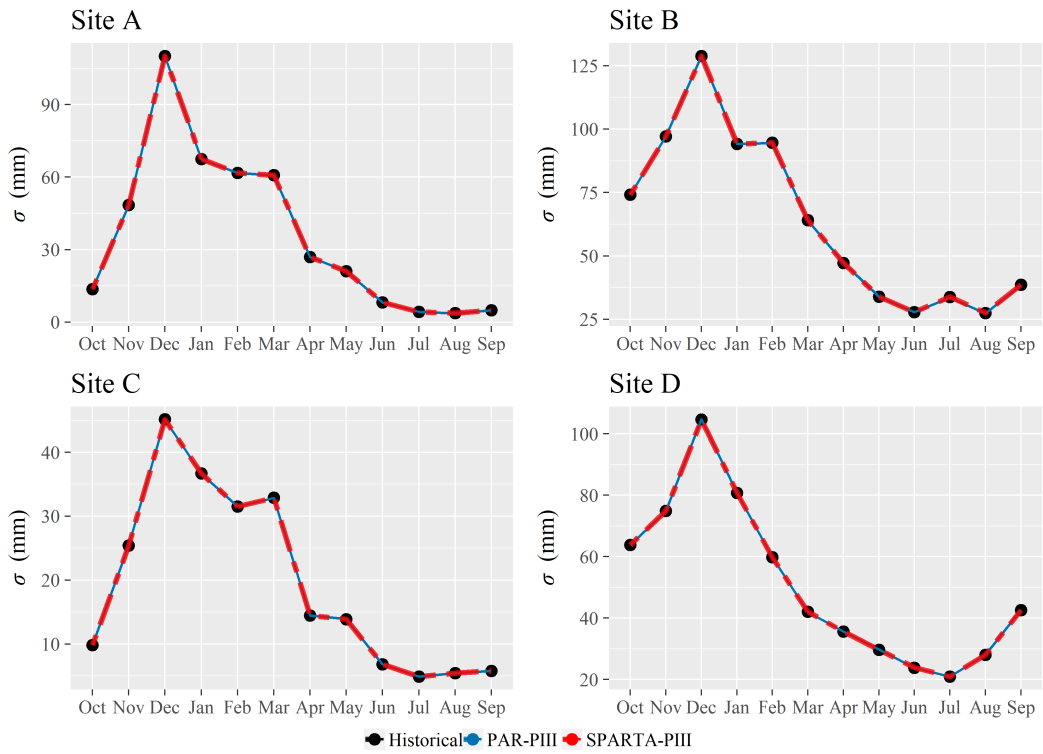 Site A
Site B
90
60
30
0
σ (mm)
Oct Nov Dec Jan Feb Mar Apr May Jun Jul Aug Sep
125
100
75
50
25
σ (mm)
Oct Nov Dec Jan Feb Mar Apr May Jun Jul Aug Sep
Site C
Site D
40
30
20
10
σ (mm)
Oct Nov Dec Jan Feb Mar Apr May Jun Jul Aug Sep
100
80
60
40
20
σ (mm)
Oct Nov Dec Jan Feb Mar Apr May Jun Jul Aug Sep
Historical PAR-PIII SPARTA-PIII